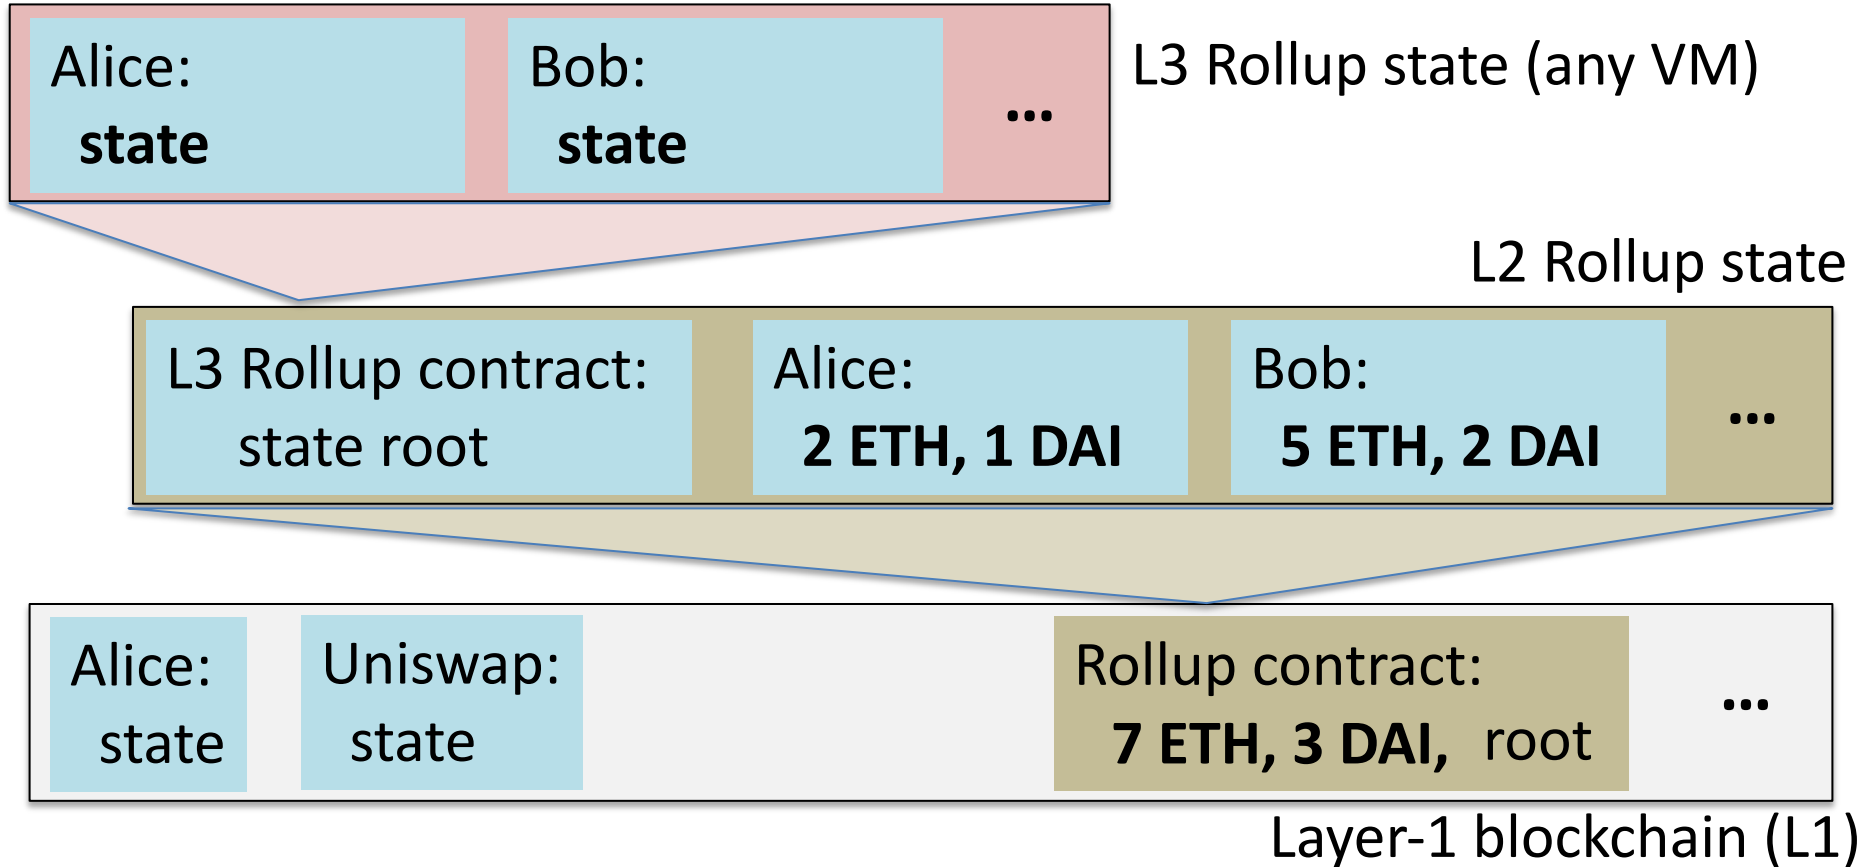 Alice:
state
Bob:
state
...
L3 Rollup state (any VM)
L2 Rollup state
L3 Rollup contract:
state root
Alice:
2 ETH, 1 DAI
Bob:
5 ETH, 2 DAI
...
Alice:
state
Uniswap:
state
Rollup contract:
7 ETH, 3 DAI, root
...
Layer-1 blockchain (L1)